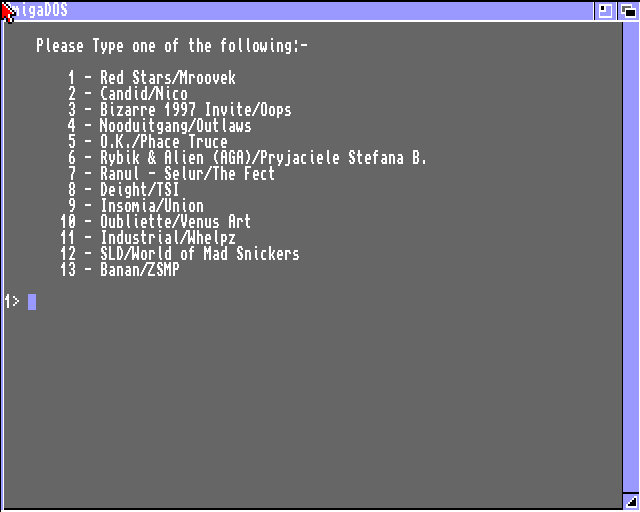 AmigaDOS
Please Type one of the following:-
1 - Red Stars/Mroovek
2 - Candid/Nico
3 - Bizarre 1997 Invite/Oops
4 - Nooduitgang/Outlaws
5 - O.K./Phace Truce
6 - Rybik & Alien (AGA)/Pryjaciele Stefana B.
7 - Ranul - Selur/The Fect
8 - Deight/TSI
9 - Insomia/Union
10 - Oubliette/Venus Art
11 - Industrial/Whelpz
12 - SLD/World of Mad Snickers
13 - Banan/ZSMP
1>